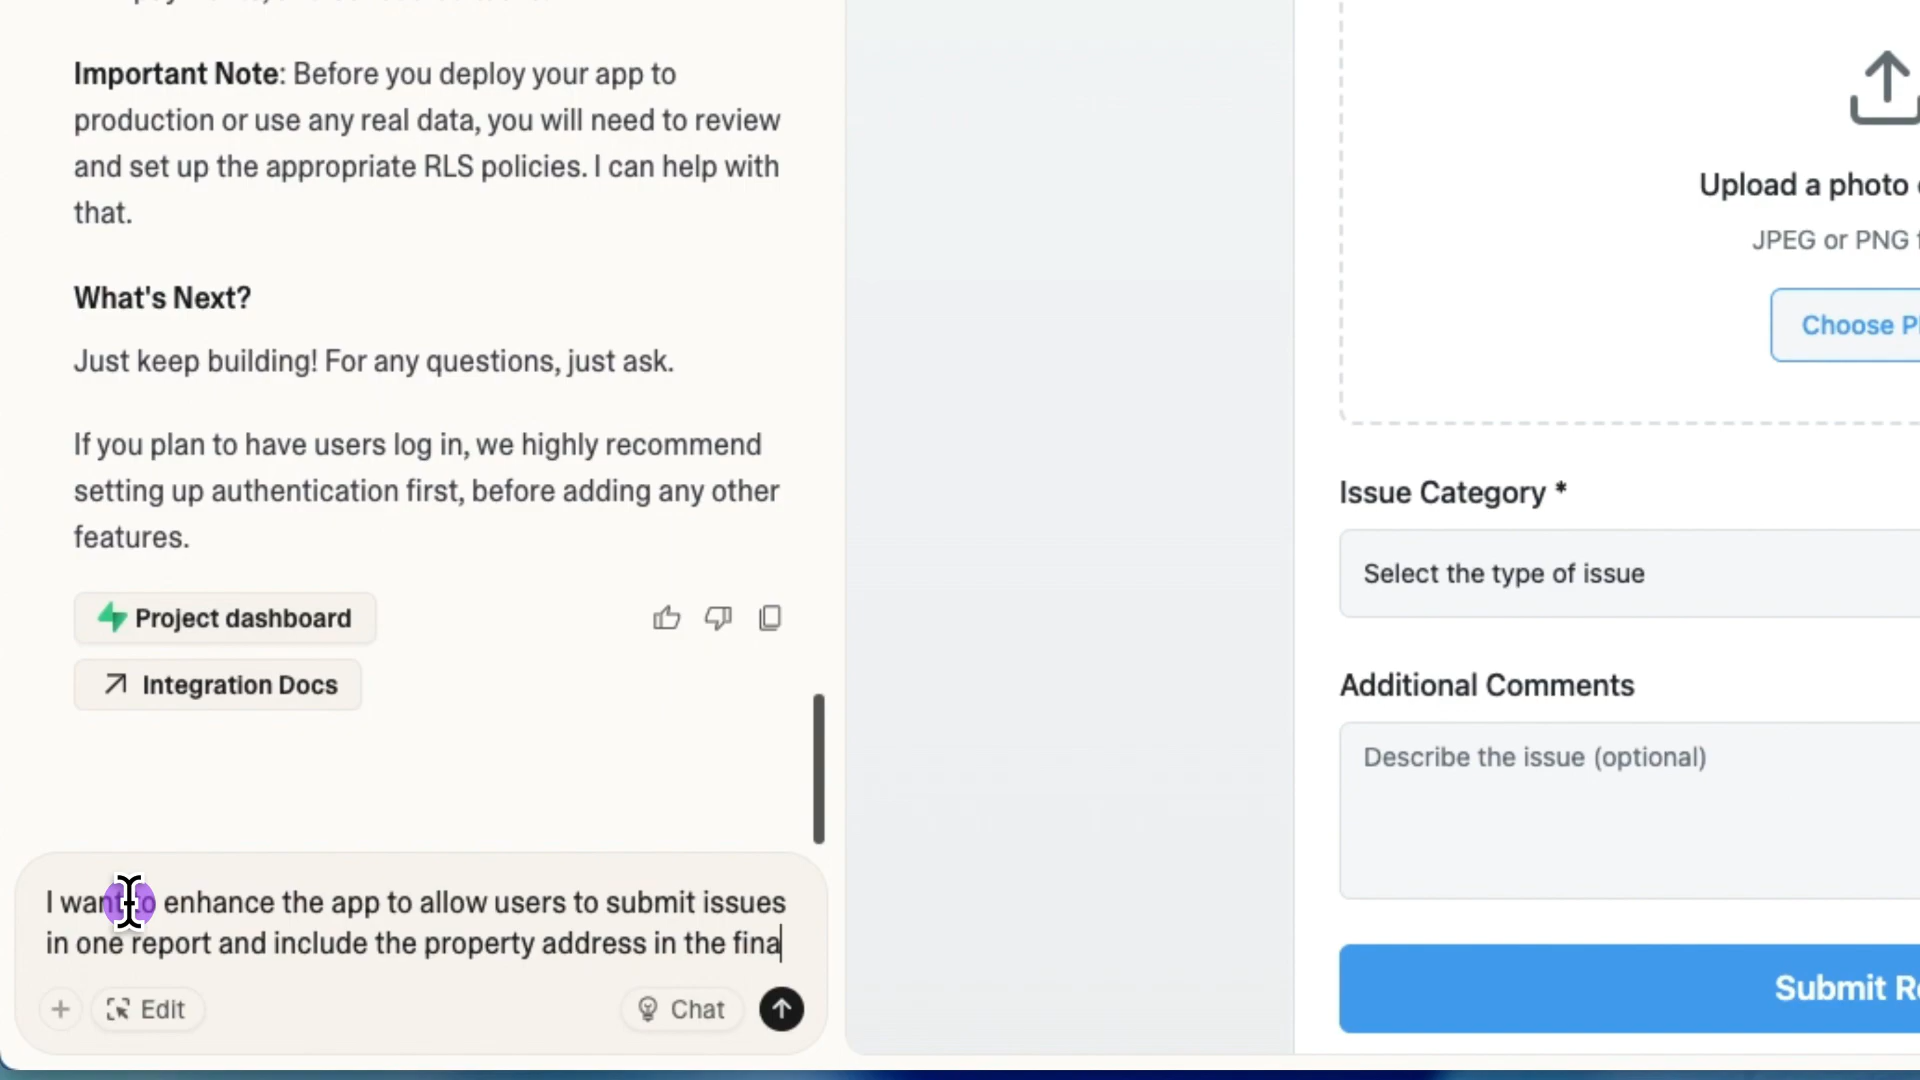 Important Note: Before you deploy your app to
production or use any real data, you will need to review
and set up the appropriate RLS policies. I can help with
that.
What's Next?
Just keep building! For any questions, just ask.
If you plan to have users log in, we highly recommend
setting up authentication first, before adding any other
features.
Project dashboard
Integration Docs
I want to enhance the app to allow users to submit issues
in one report and include the property address in the fina
Edit
Chat
Upload a photo
JPEG or PNG
Choose
Issue Category *
Select the type of issue
Additional Comments
Describe the issue (optional)
Submit